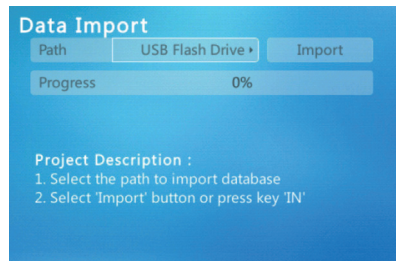 Data Import
Path USB Flash Drive Import
Progress 0%
Project Description :
1. Select the path to import database
2. Select 'Import' button or press key 'IN'